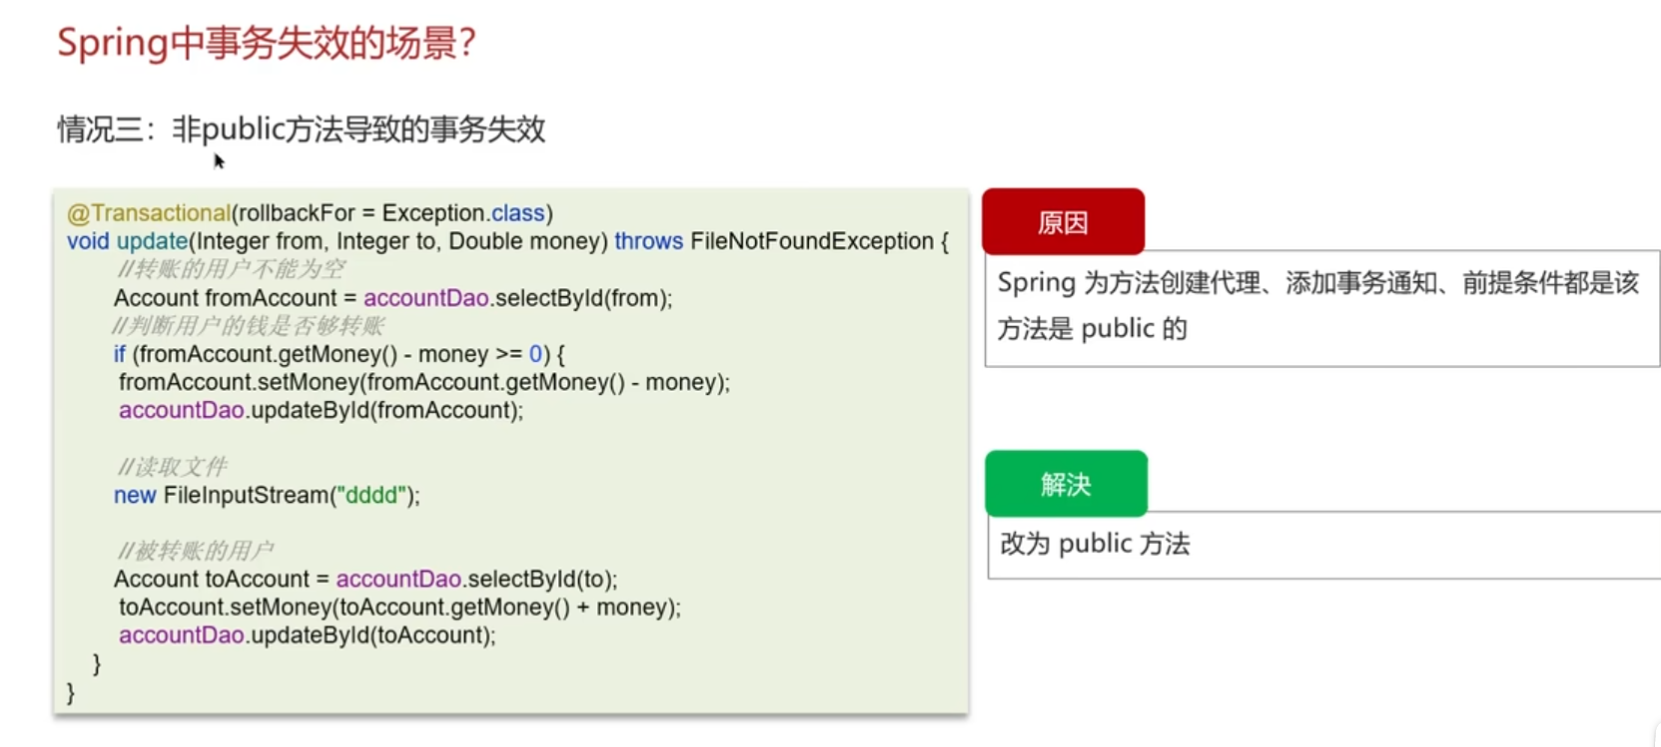 Spring中事务失效的场景？
情况三：非public方法导致的事务失效
@Transactional(rollbackFor = Exception.class)
void update(Integer from, Integer to, Double money) throws FileNotFoundException {
//转账的用户不能为空
Account fromAccount = accountDao.selectById(from);
//判断用户的钱是否够转账
if (fromAccount.getMoney() - money >= 0) {
fromAccount.setMoney(fromAccount.getMoney() - money);
accountDao.updateById(fromAccount);
//读取文件
new FileInputStream("dddd");
//被转账的用户
Account toAccount = accountDao.selectById(to);
toAccount.setMoney(toAccount.getMoney() + money);
accountDao.updateById(toAccount);
}
}
原因
Spring 为方法创建代理、添加事务通知、前提条件都是该
方法是 public 的
解决
改为 public 方法